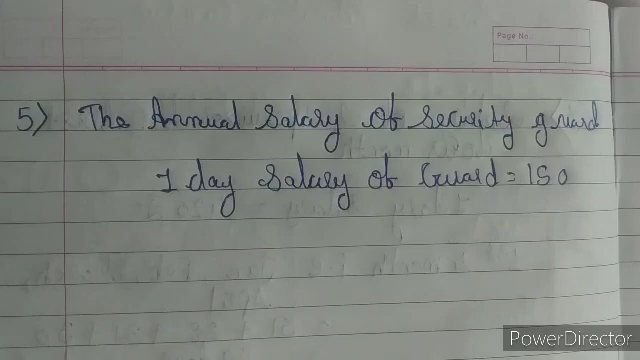 Page No.:
5) The Annual Salary of security guard
1 day Salary of Guard = 150
PowerDirector